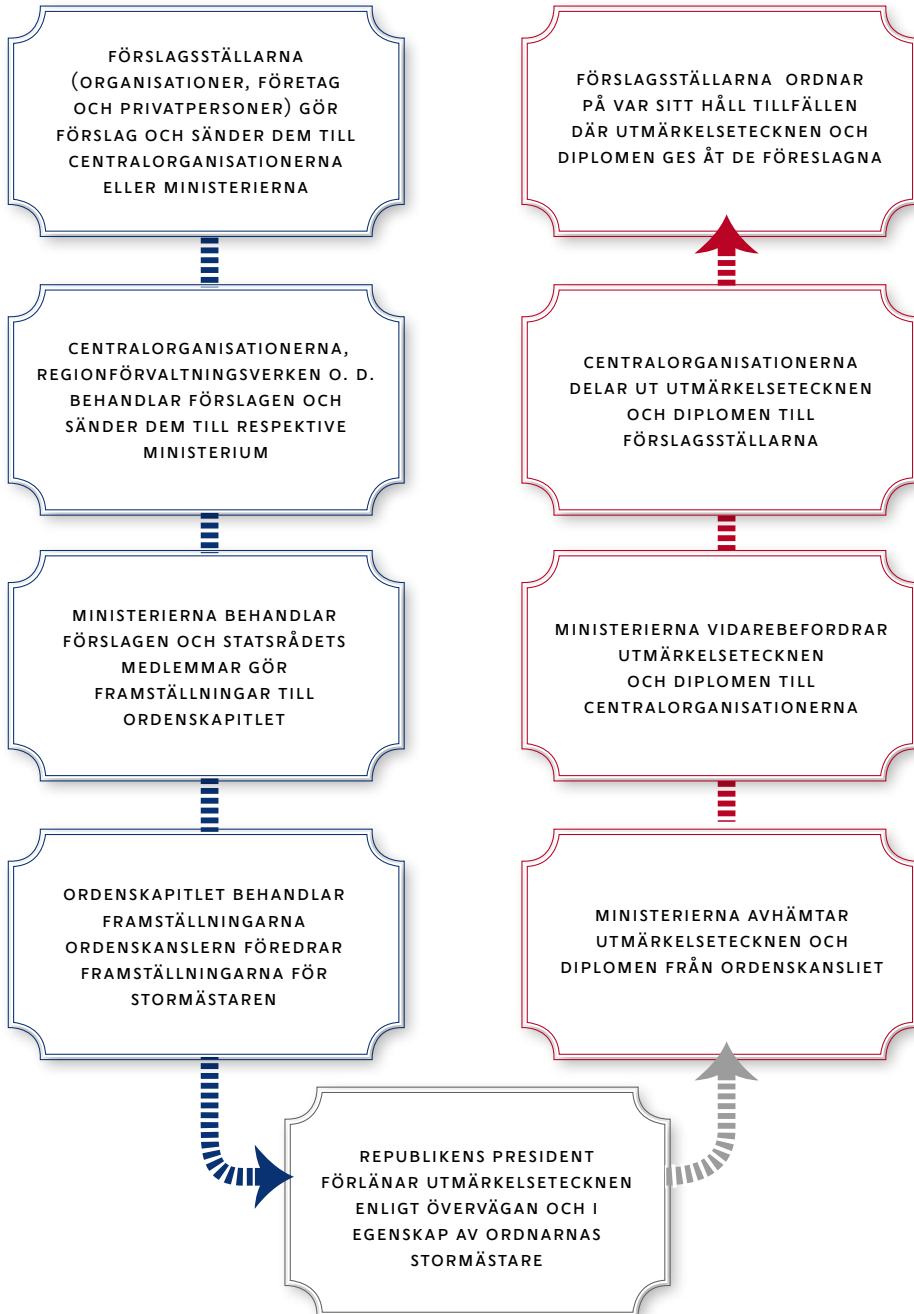 FÖRSLAGSSTÄLLARNA
(ORGANISATIONER, FÖRETAG
OCH PRIVATPERSONER) GÖR
FÖRSLAG OCH SÄNDER DEM TILL
CENTRALORGANISATIONERNA
ELLER MINISTERIERNA
CENTRALORGANISATIONERNA,
REGIONFÖRVALTNINGSVERKEN O. D.
BEHANDLAR FÖRSLAGEN OCH
SÄNDER DEM TILL RESPEKTIVE
MINISTERIUM
MINISTERIERNA BEHANDLAR
FÖRSLAGEN OCH STATSRÅDETS
MEDLEMMAR GÖR
FRAMSTÄLLNINGAR TILL
ORDENSKAPITLET
ORDENSKAPITLET BEHANDLAR
FRAMSTÄLLNINGARNA
ORDENSKANSLERN FÖREDRAR
FRAMSTÄLLNINGARNA FÖR
STORMÄSTAREN
REPUBLIKENS PRESIDENT
FÖRLÄNAR UTMÄRKELSETECKNEN
ENLIGT ÖVERVÄGAN OCH I
EGENSKAP AV ORDNARNAS
STORMÄSTARE
MINISTERIERNA AVHÄMTAR
UTMÄRKELSETECKNEN OCH
DIPLOMEN FRÅN ORDENSKANSLIET
MINISTERIERNA VIDAREBEFORDRAR
UTMÄRKELSETECKNEN
OCH DIPLOMEN TILL
CENTRALORGANISATIONERNA
CENTRALORGANISATIONERNA
DELAR UT UTMÄRKELSETECKNEN
OCH DIPLOMEN TILL
FÖRSLAGSSTÄLLARNA
FÖRSLAGSSTÄLLARNA ORDNAR
PÅ VAR SITT HÅLL TILLFÄLLEN
DÄR UTMÄRKELSETECKNEN OCH
DIPLOMEN GES ÅT DE FÖRESLAGNA